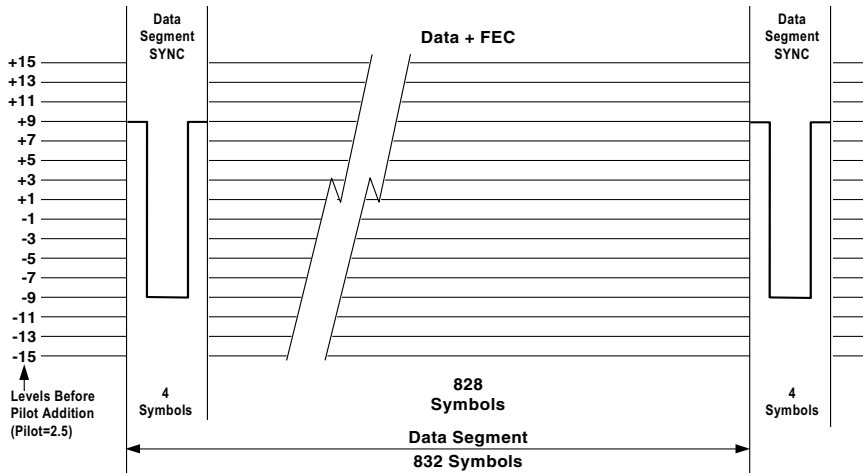 Data
Segment
SYNC
Data + FEC
Data
Segment
SYNC
+15
+13
+11
+9
+7
+5
+3
+1
-1
-3
-5
-7
-9
-11
-13
-15
Levels Before
Pilot Addition
(Pilot=2.5)
4
Symbols
828
Symbols
4
Symbols
Data Segment
832 Symbols